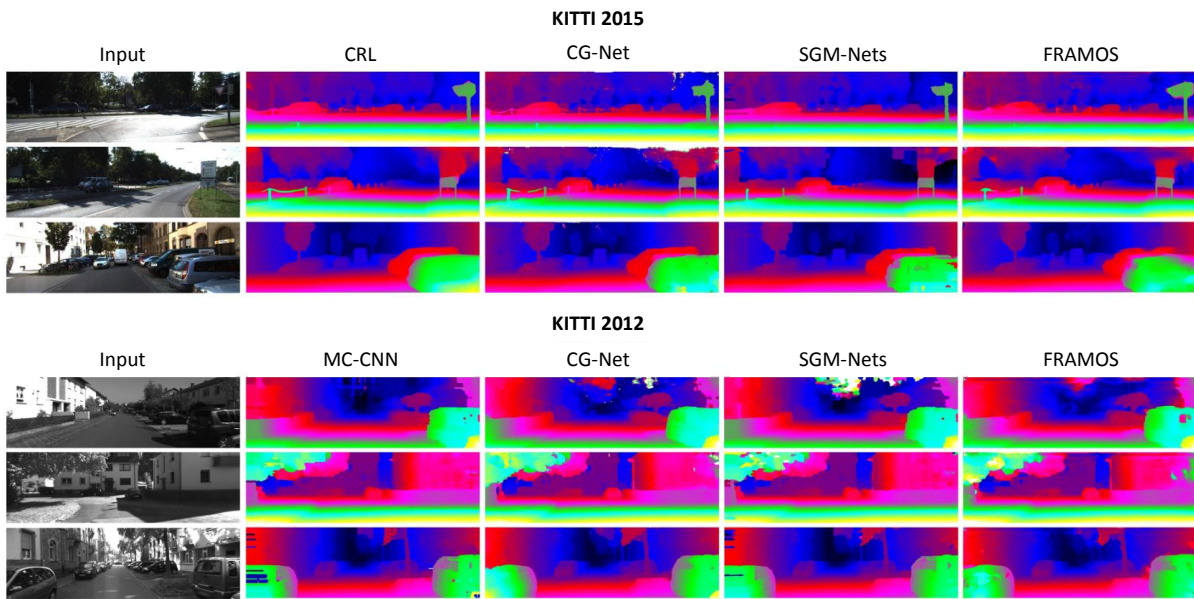 KITTI 2015
Input CRL CG-Net SGM-Nets FRAMOS
KITTI 2012
Input MC-CNN CG-Net SGM-Nets FRAMOS